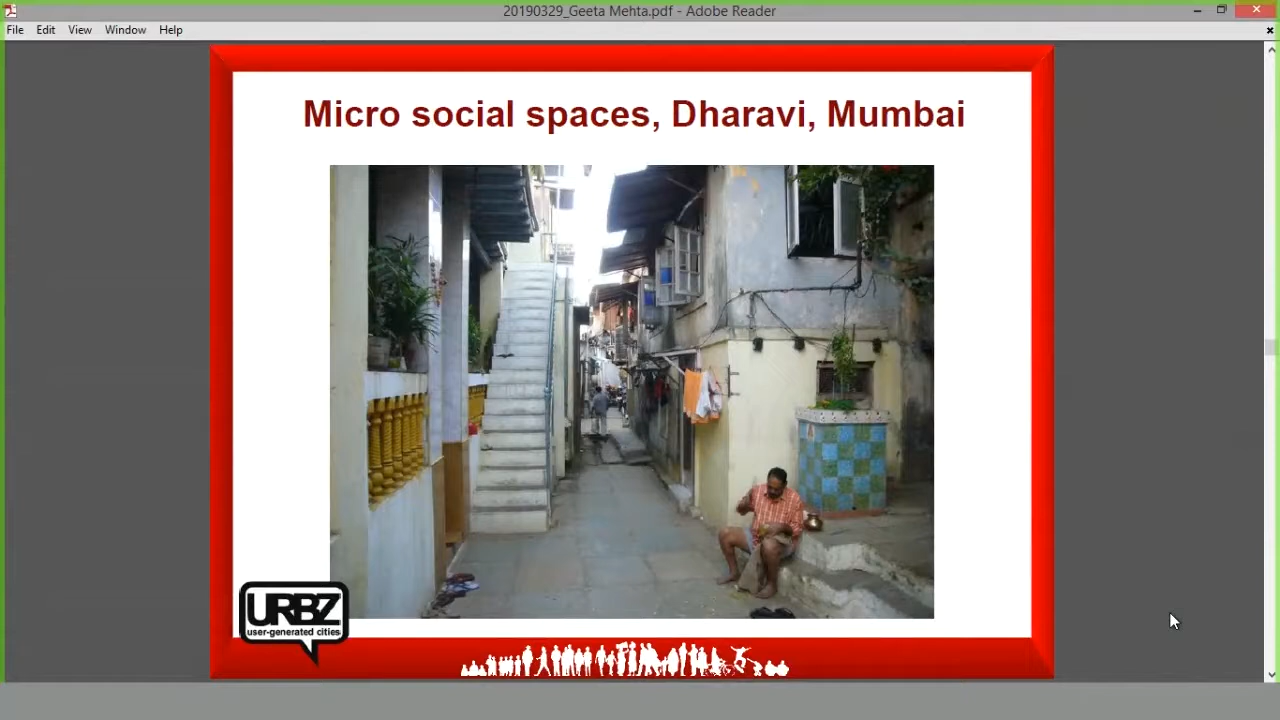 20190329_Geeta Mehta.pdf - Adobe Reader
File Edit View Window Help
Micro social spaces, Dharavi, Mumbai
URBZ
user-generated cities